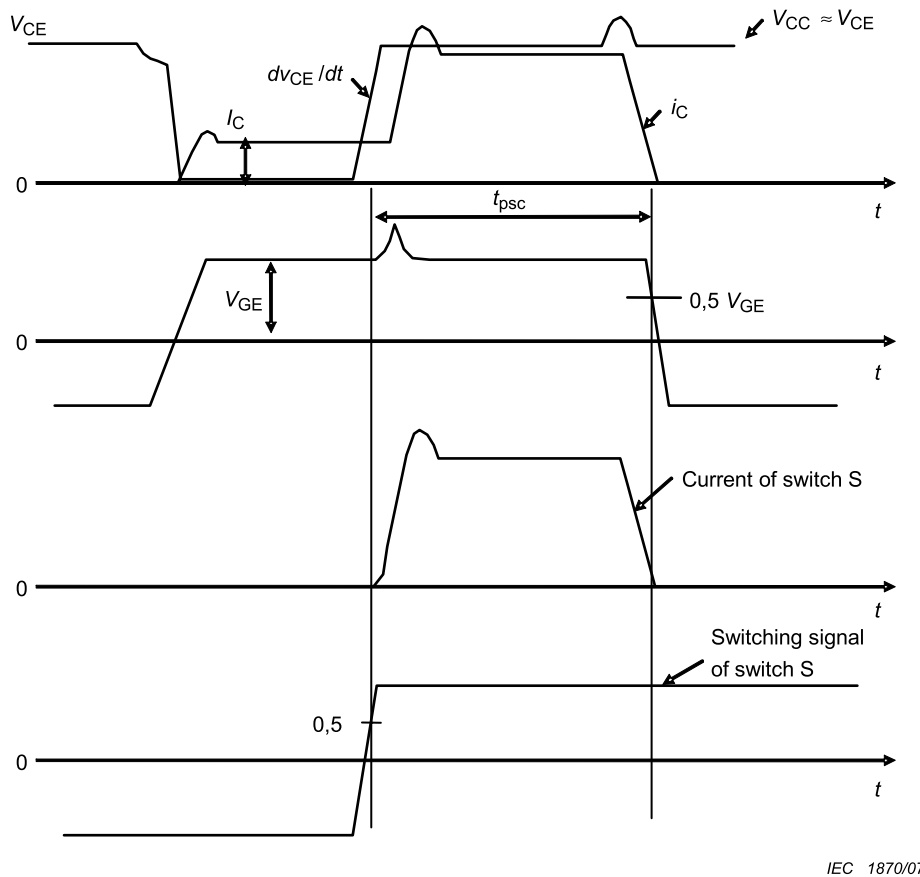 V_CE
V_CC ≈ V_CE
dv_CE /dt
I_C
i_C
0
t
t_psc
V_GE
0,5 V_GE
0
t
Current of switch S
0
t
Switching signal
of switch S
0,5
0
t
IEC 1870/07